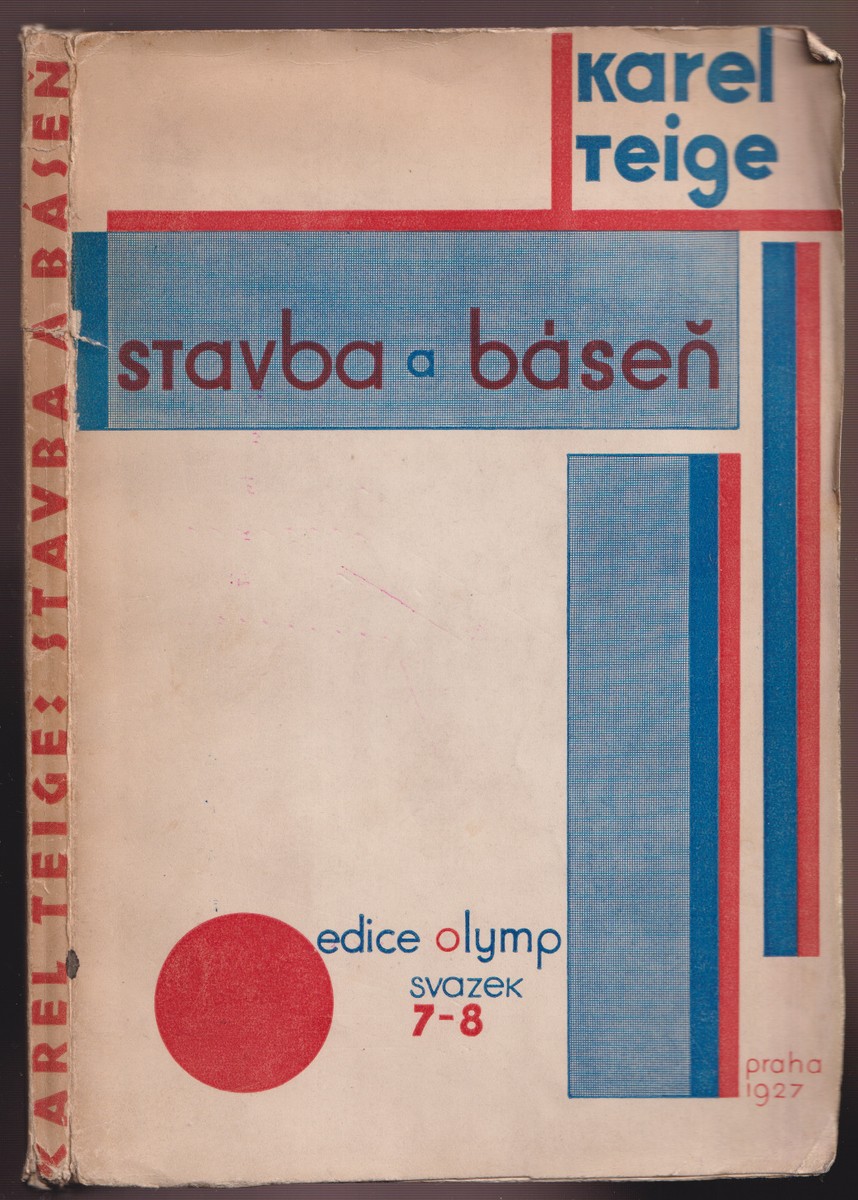 KAREL TEIGE: STAVBA A BÁSEŇ
Karel
Teige
stavba a báseň
edice olymp
svazek
7-8
praha
1927